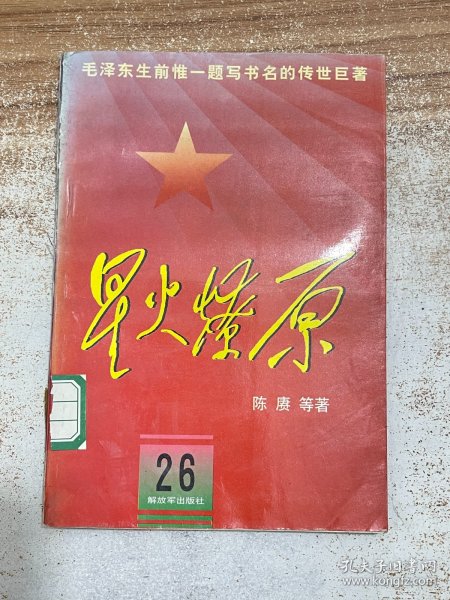 毛泽东生前惟一题写书名的传世巨著
星火燎原
陈赓 等著
26
解放军出版社
孔夫子旧书网
www.kongfz.com